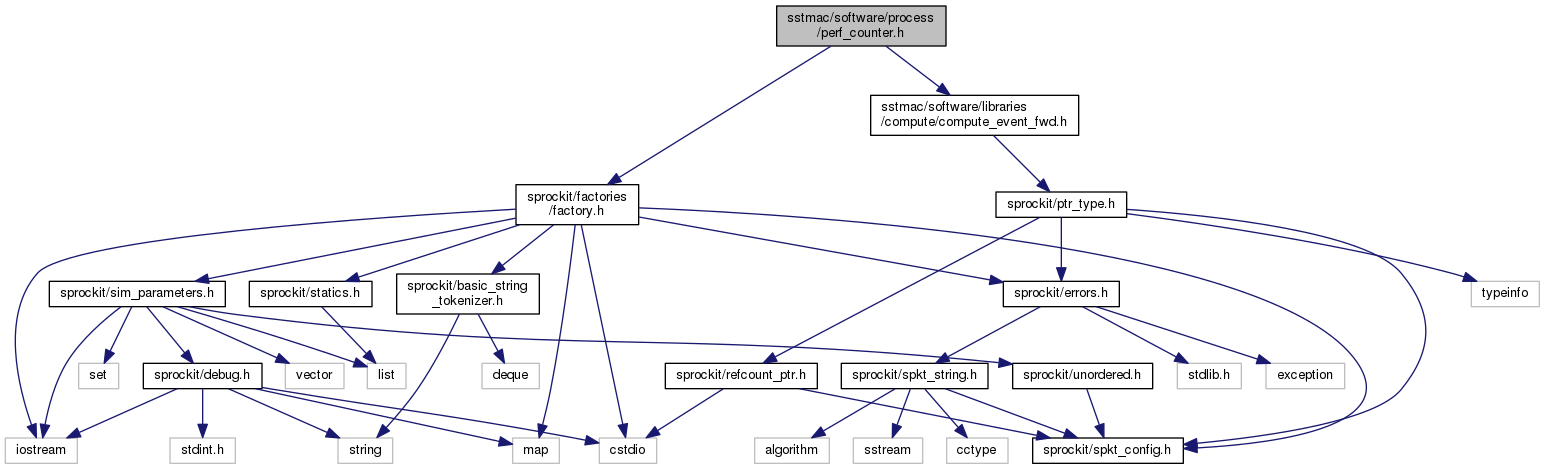 sstmac/software/process
/perf_counter.h
sstmac/software/libraries
/compute/compute_event_fwd.h
sprockit/factories
/factory.h
sprockit/ptr_type.h
sprockit/sim_parameters.h
sprockit/statics.h
sprockit/basic_string
_tokenizer.h
sprockit/errors.h
typeinfo
set
sprockit/debug.h
vector
list
deque
sprockit/refcount_ptr.h
sprockit/spkt_string.h
sprockit/unordered.h
stdlib.h
exception
iostream
stdint.h
string
map
cstdio
algorithm
sstream
cctype
sprockit/spkt_config.h